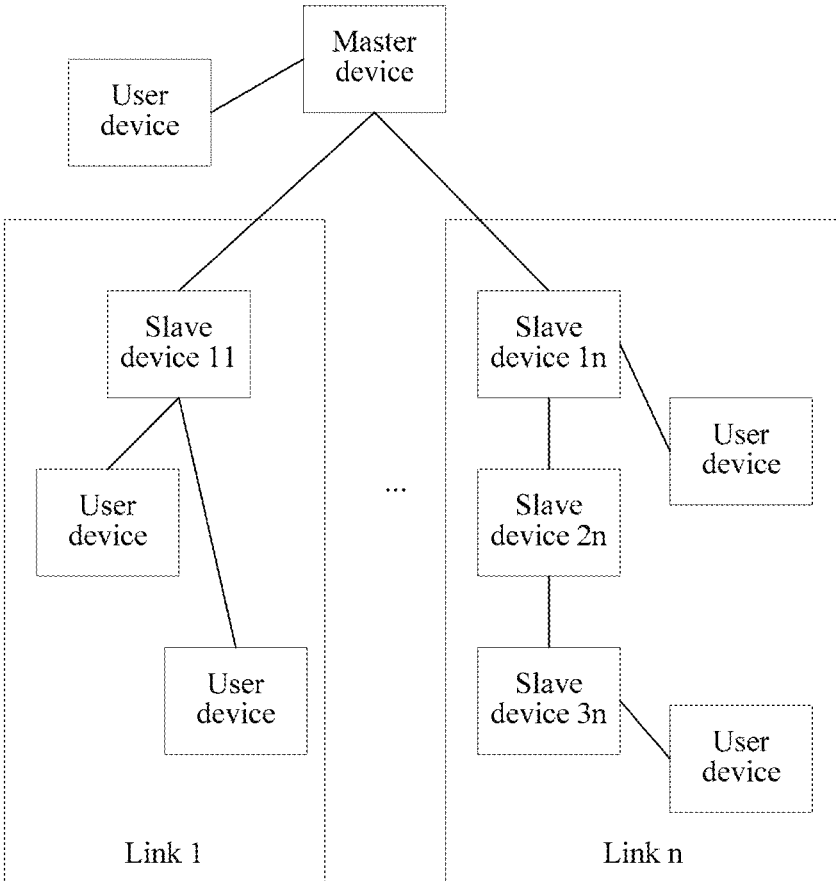 Master
device
User
device
Slave
device 11
Slave
device 1n
User
device
User
device
...
Slave
device 2n
User
device
Slave
device 3n
User
device
Link 1
Link n